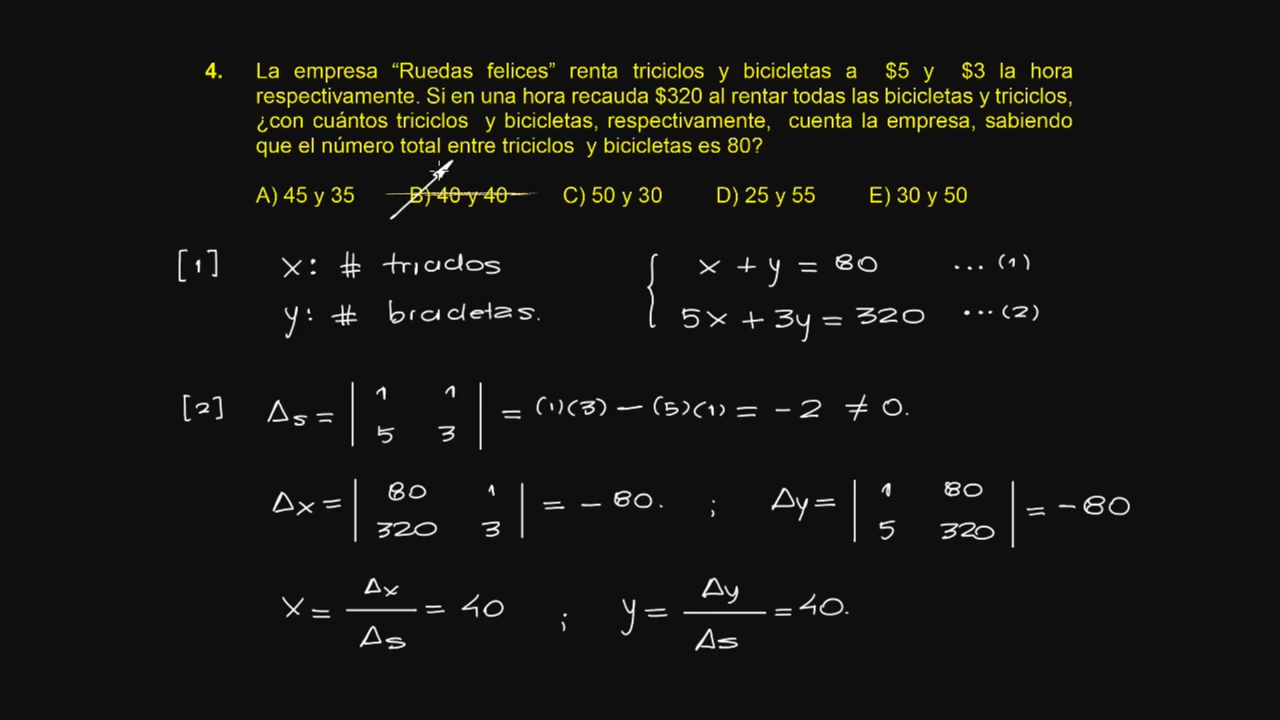 4. La empresa “Ruedas felices” renta triciclos y bicicletas a $5 y $3 la hora
respectivamente. Si en una hora recauda $320 al rentar todas las bicicletas y triciclos,
¿con cuántos triciclos y bicicletas, respectivamente, cuenta la empresa, sabiendo
que el número total entre triciclos y bicicletas es 80?
A) 45 y 35 B) 40 y 40 C) 50 y 30 D) 25 y 55 E) 30 y 50
[1] x: # triciclos { x + y = 80 ... (1)
y: # bicicletas. 5x + 3y = 320 ... (2)
[2] Δs = | 1 1 | = (1)(3) - (5)(1) = -2 ≠ 0.
| 5 3 |
Δx = | 80 1 | = -80. ; Δy = | 1 80 | = -80
| 320 3 | | 5 320 |
x = Δx / Δs = 40 ; y = Δy / Δs = 40.